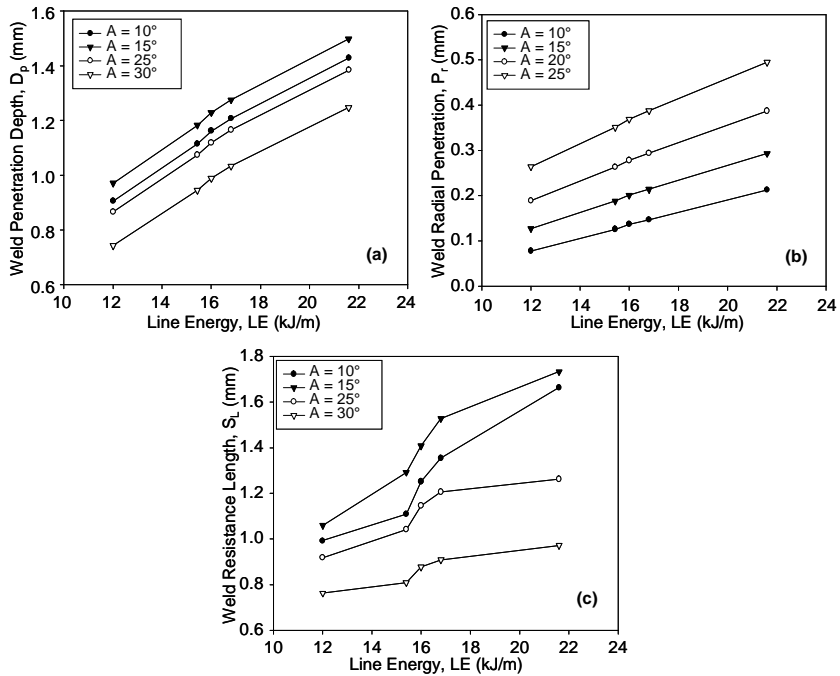 Weld Penetration Depth, Dp (mm)
1.6
1.4
1.2
1.0
0.8
0.6
A = 10°
A = 15°
A = 25°
A = 30°
(a)
10 12 14 16 18 20 22 24
Line Energy, LE (kJ/m)
Weld Radial Penetration, Pr (mm)
0.6
0.5
0.4
0.3
0.2
0.1
0.0
A = 10°
A = 15°
A = 20°
A = 25°
(b)
10 12 14 16 18 20 22 24
Line Energy, LE (kJ/m)
Weld Resistance Length, SL (mm)
1.8
1.6
1.4
1.2
1.0
0.8
0.6
A = 10°
A = 15°
A = 25°
A = 30°
(c)
10 12 14 16 18 20 22 24
Line Energy, LE (kJ/m)